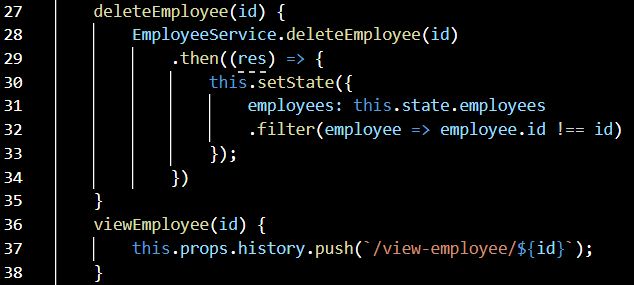 27 deleteEmployee(id) {
28 EmployeeService.deleteEmployee(id)
29 .then((res) => {
30 this.setState({
31 employees: this.state.employees
32 .filter(employee => employee.id !== id)
33 });
34 })
35 }
36 viewEmployee(id) {
37 this.props.history.push(`/view-employee/${id}`);
38 }